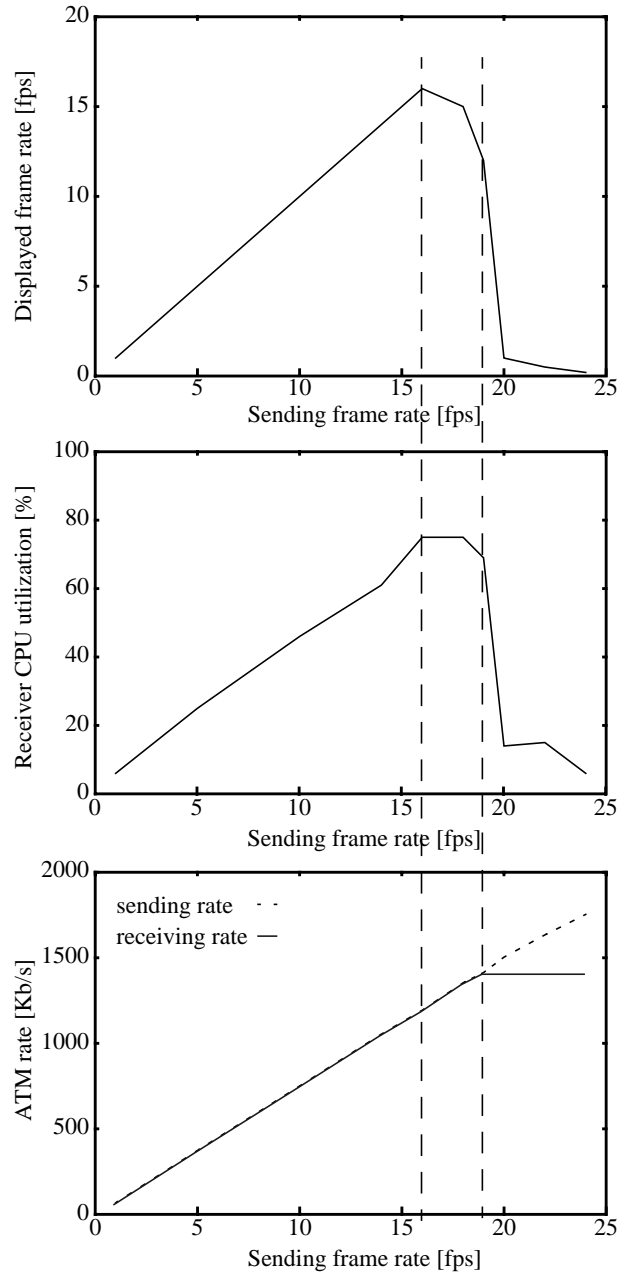 Displayed frame rate [fps]
20
15
10
5
0
0 5 10 15 20 25
Sending frame rate [fps]
Receiver CPU utilization [%]
100
80
60
40
20
0
0 5 10 15 20 25
Sending frame rate [fps]
ATM rate [Kb/s]
2000
1500
1000
500
0
sending rate
receiving rate
0 5 10 15 20 25
Sending frame rate [fps]